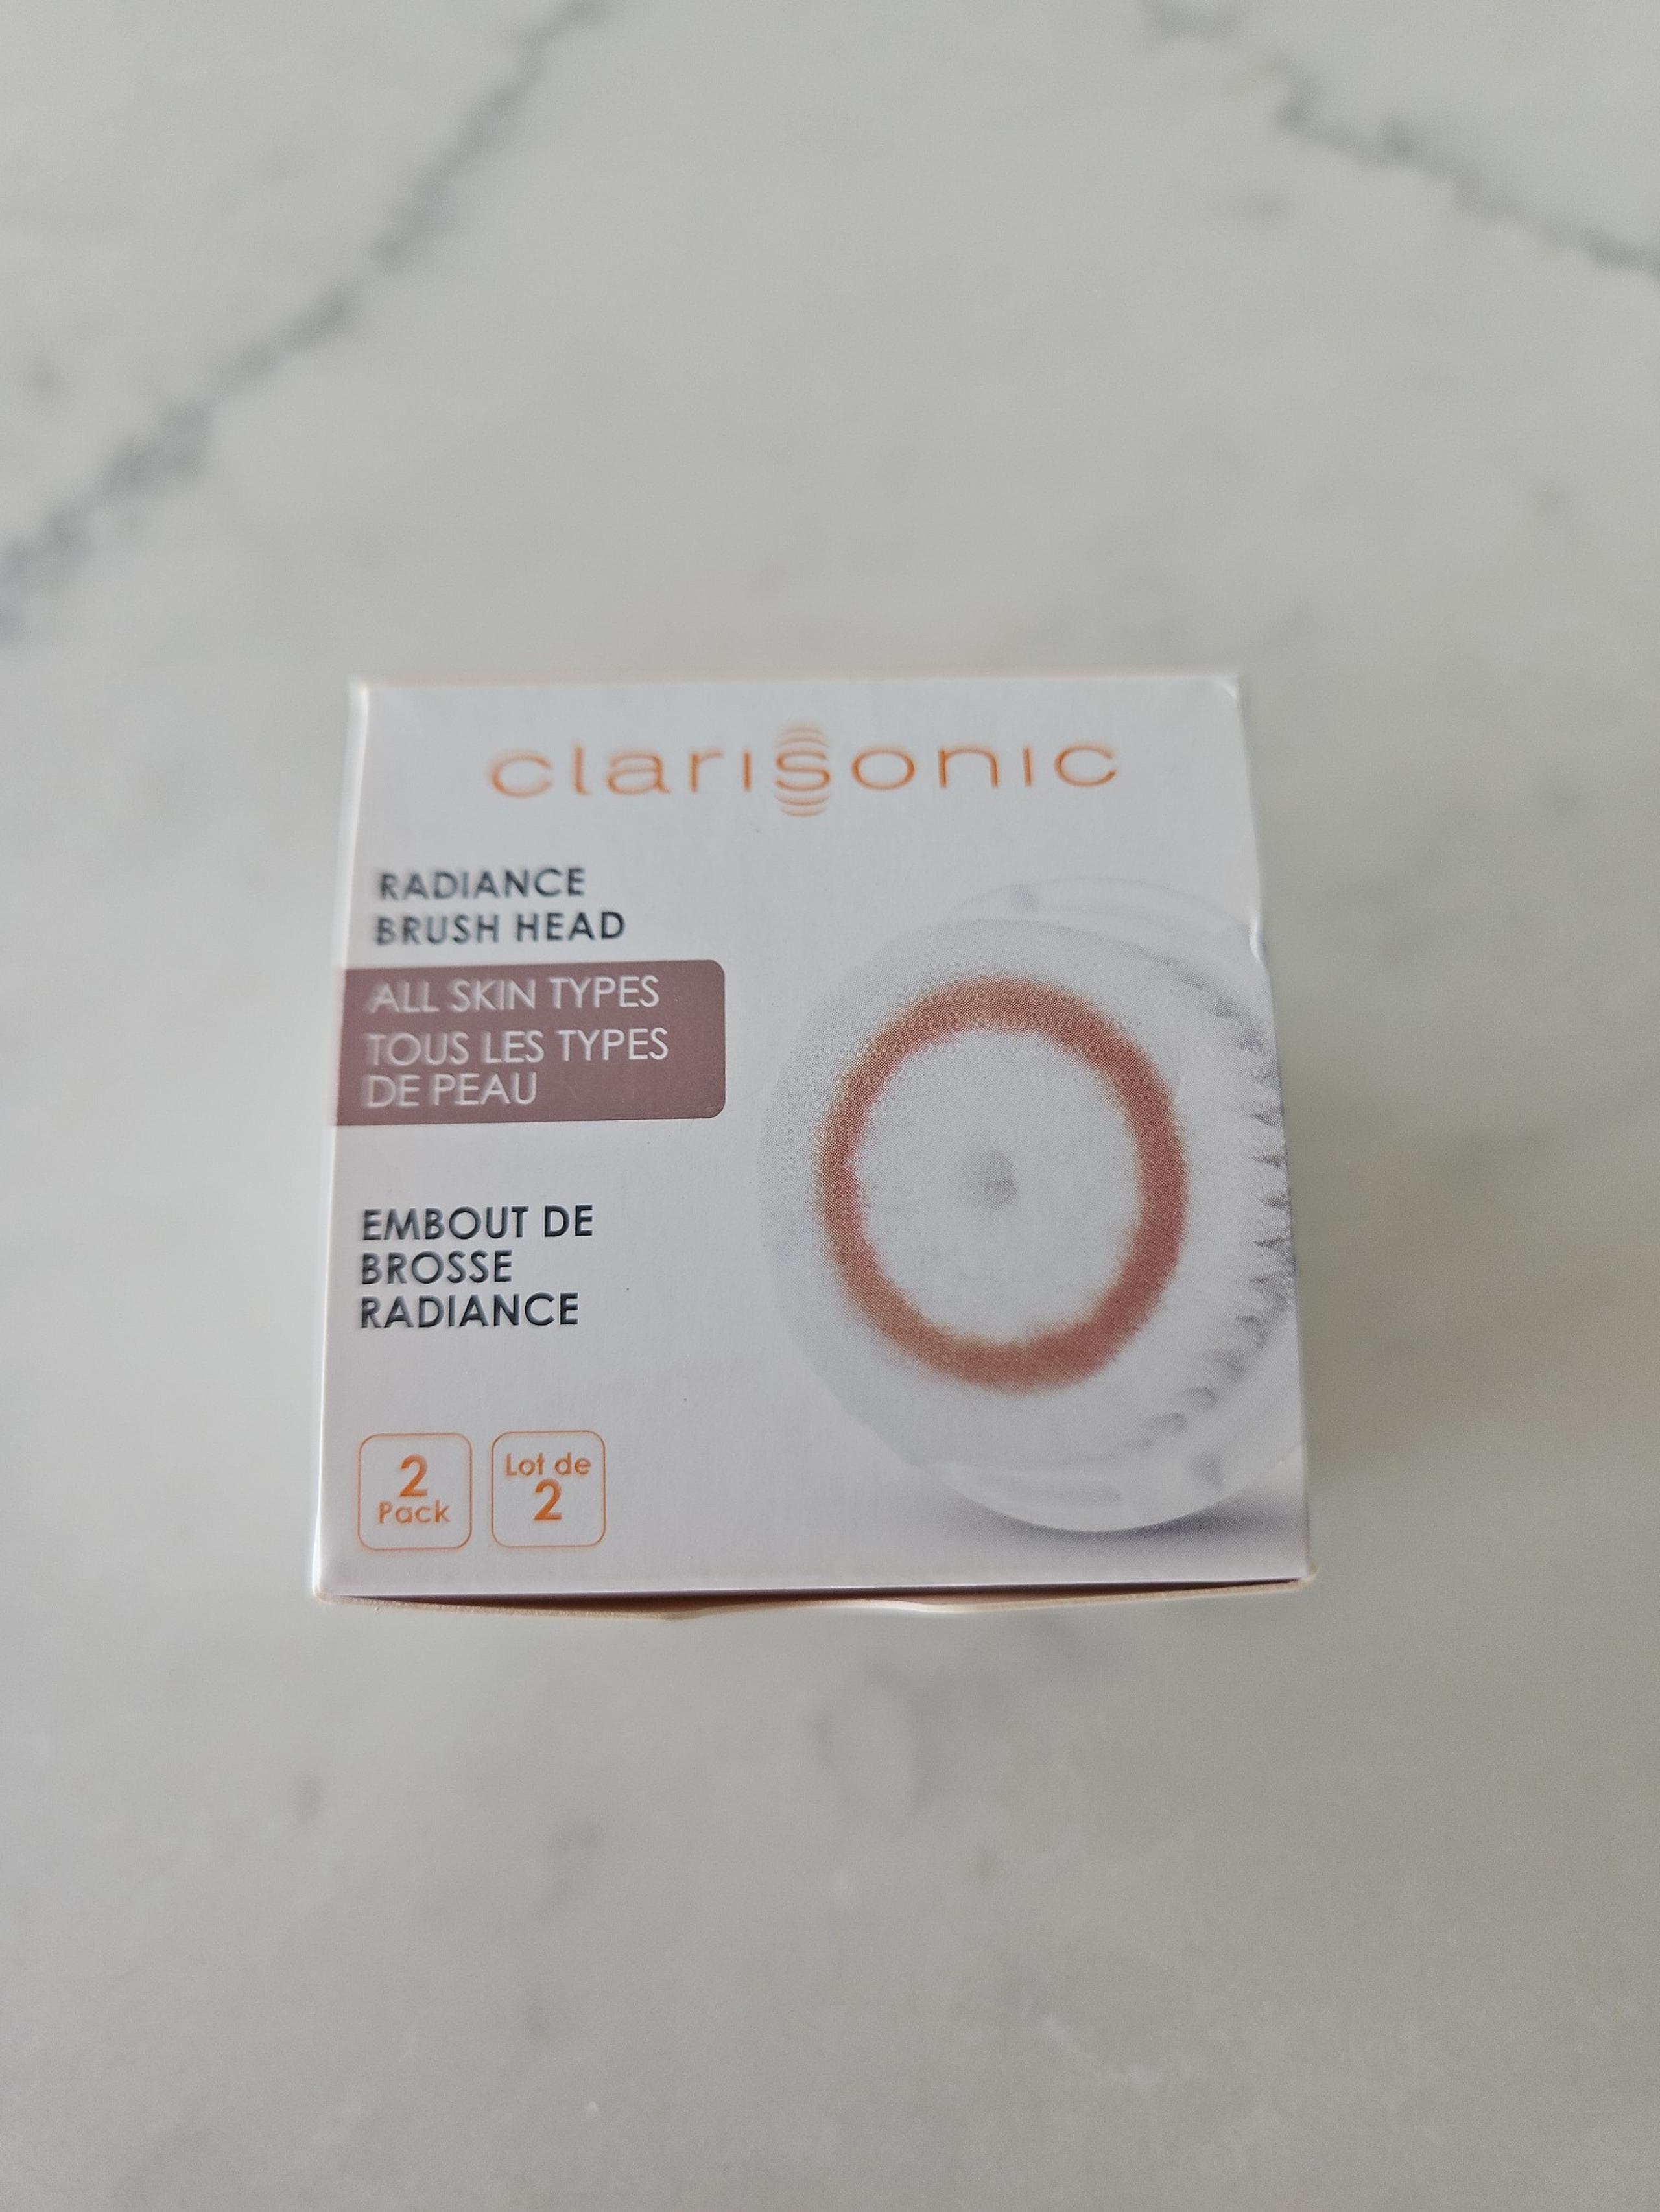 clarisonic
RADIANCE
BRUSH HEAD
ALL SKIN TYPES
TOUS LES TYPES
DE PEAU
EMBOUT DE
BROSSE
RADIANCE
2
Pack
Lot de
2